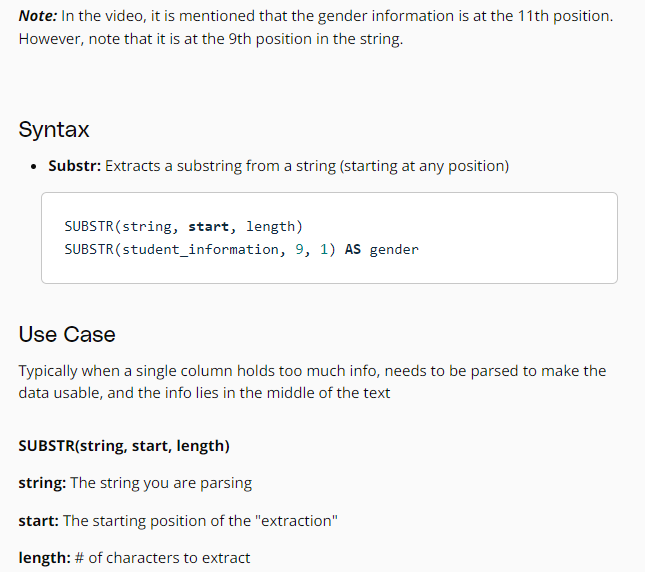 Note: In the video, it is mentioned that the gender information is at the 11th position.
However, note that it is at the 9th position in the string.
Syntax
• Substr: Extracts a substring from a string (starting at any position)
SUBSTR(string, start, length)
SUBSTR(student_information, 9, 1) AS gender
Use Case
Typically when a single column holds too much info, needs to be parsed to make the
data usable, and the info lies in the middle of the text
SUBSTR(string, start, length)
string: The string you are parsing
start: The starting position of the "extraction"
length: # of characters to extract